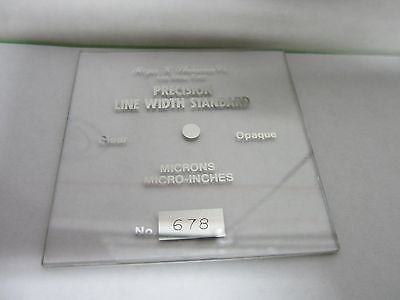 PRECISION
LINE WIDTH STANDARD
Clear Opaque
MICRONS
MICRO-INCHES
No. 678